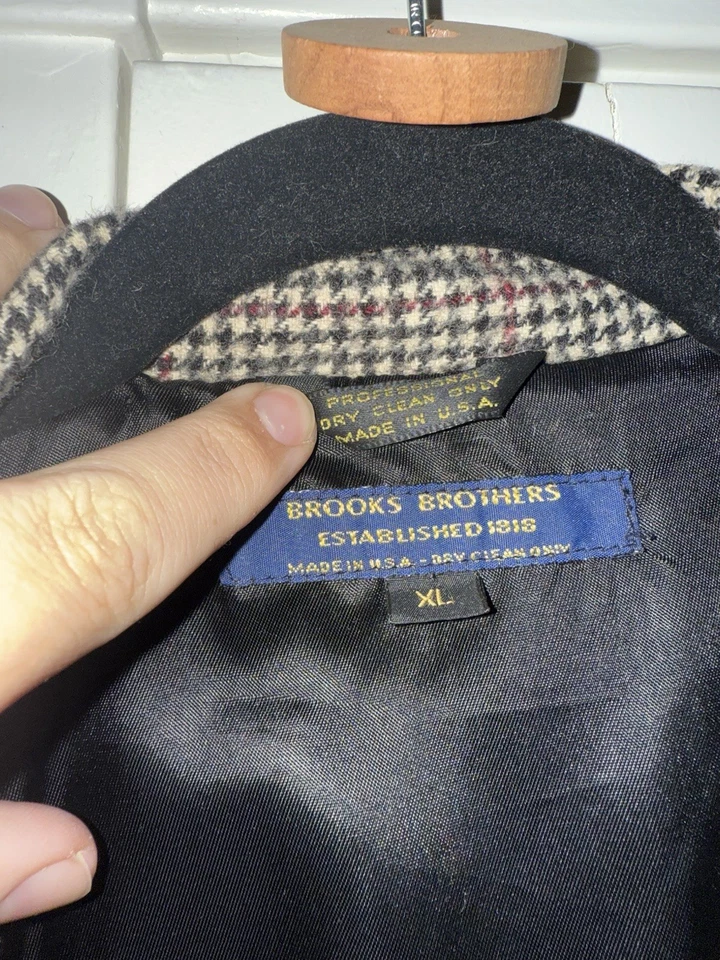 PROFESSIONAL
DRY CLEAN ONLY
MADE IN U.S.A.
BROOKS BROTHERS
ESTABLISHED 1818
MADE IN U.S.A. - DRY CLEAN ONLY
XL